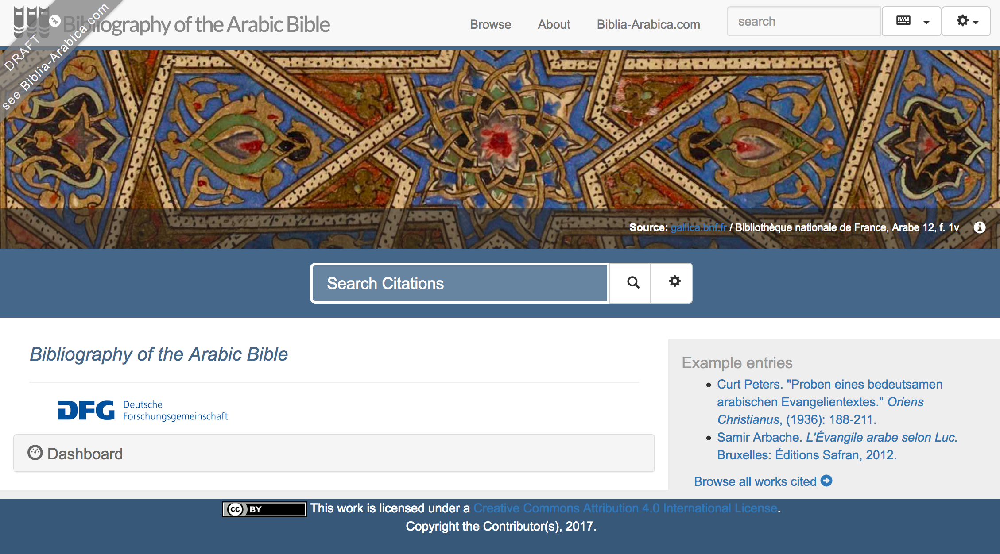 DRAFT
see Biblia-Arabica.com
Bibliography of the Arabic Bible
Browse
About
Biblia-Arabica.com
search
Source: gallica.bnf.fr / Bibliothèque nationale de France, Arabe 12, f. 1v
Search Citations
Bibliography of the Arabic Bible
DFG
Deutsche
Forschungsgemeinschaft
Dashboard
Example entries
Curt Peters. "Proben eines bedeutsamen
arabischen Evangelientextes." Oriens
Christianus, (1936): 188-211.
Samir Arbache. L'Évangile arabe selon Luc.
Bruxelles: Éditions Safran, 2012.
Browse all works cited
cc BY This work is licensed under a Creative Commons Attribution 4.0 International License.
Copyright the Contributor(s), 2017.